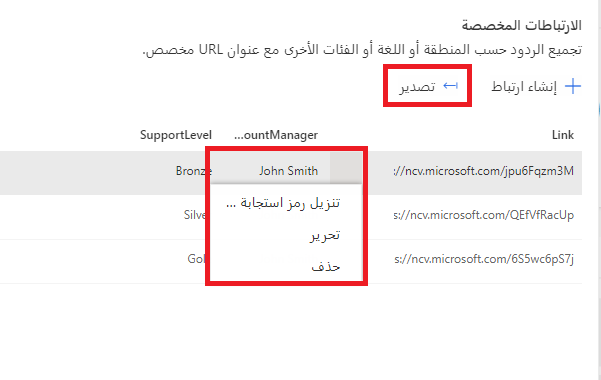 الارتباطات المخصصة
تجميع الردود حسب المنطقة أو اللغة أو الفئات الأخرى مع عنوان URL مخصص.
إنشاء ارتباط تصدير
Link ...ountManager SupportLevel
://ncv.microsoft.com/jpu6Fqzm3M John Smith Bronze
تنزيل رمز استجابة ...
s://ncv.microsoft.com/QEfVfRacUp Silve
تحرير
s://ncv.microsoft.com/6S5wc6pS7j Gol
حذف